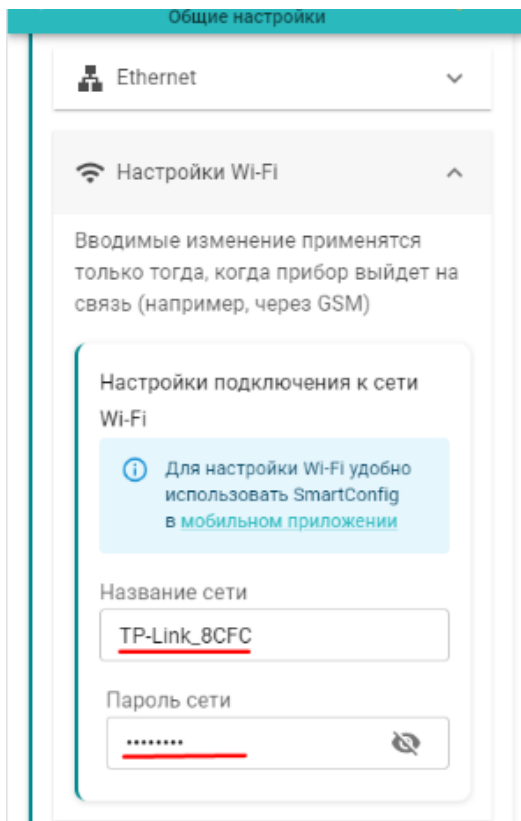 Общие настройки
Ethernet
Настройки Wi-Fi
Вводимые изменение применятся
только тогда, когда прибор выйдет на
связь (например, через GSM)
Настройки подключения к сети
Wi-Fi
Для настройки Wi-Fi удобно
использовать SmartConfig
в мобильном приложении
Название сети
TP-Link_8CFC
Пароль сети
••••••••